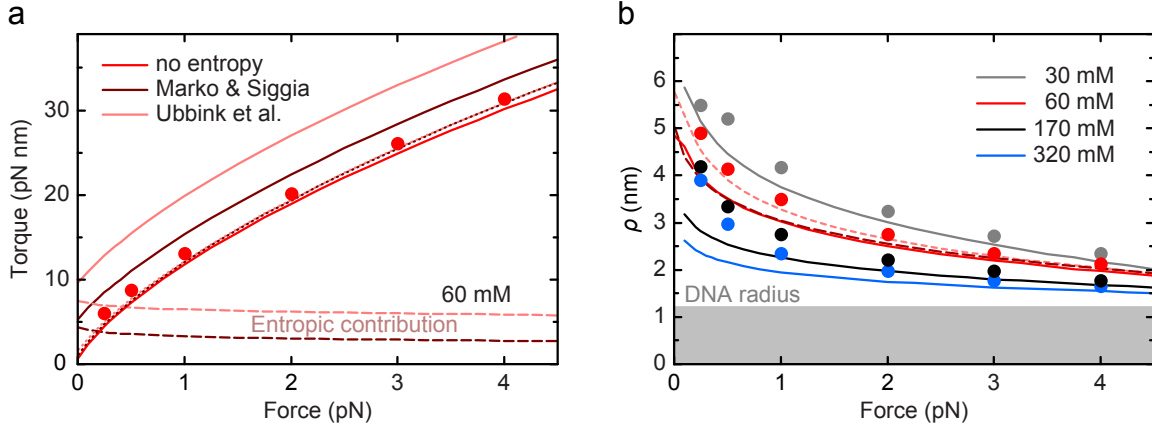 a
Torque (pN nm)
30
20
10
0
no entropy
Marko & Siggia
Ubbink et al.
60 mM
Entropic contribution
0 1 2 3 4
Force (pN)
b
ρ (nm)
6
5
4
3
2
1
0
30 mM
60 mM
170 mM
320 mM
DNA radius
0 1 2 3 4
Force (pN)